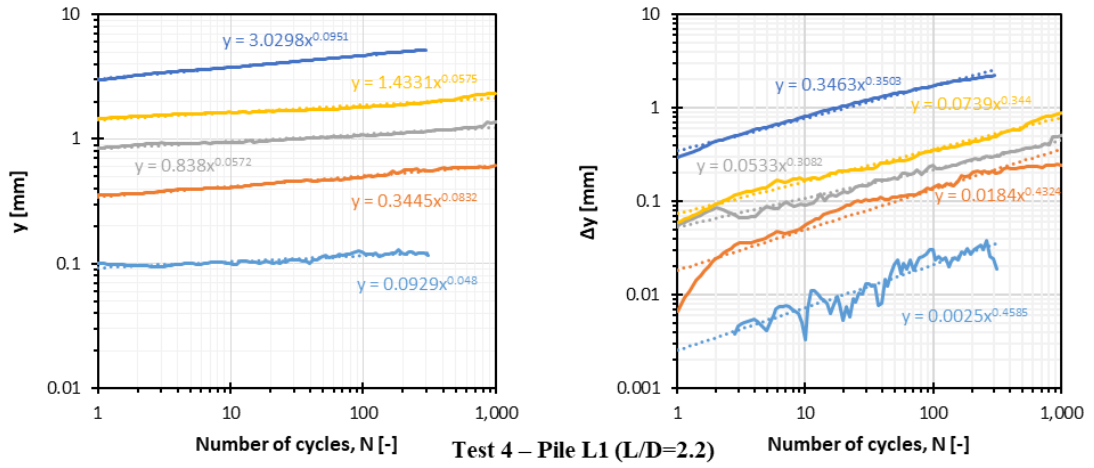 10
1
0.1
0.01
y [mm]
y = 3.0298x^0.0951
y = 1.4331x^0.0575
y = 0.838x^0.0572
y = 0.3445x^0.0832
y = 0.0929x^0.048
1 10 100 1,000
Number of cycles, N [-]
10
1
0.1
0.01
0.001
Δy [mm]
y = 0.3463x^0.3503
y = 0.0739x^0.344
y = 0.0533x^0.3082
y = 0.0184x^0.4324
y = 0.0025x^0.4585
1 10 100 1,000
Number of cycles, N [-]
Test 4 – Pile L1 (L/D=2.2)